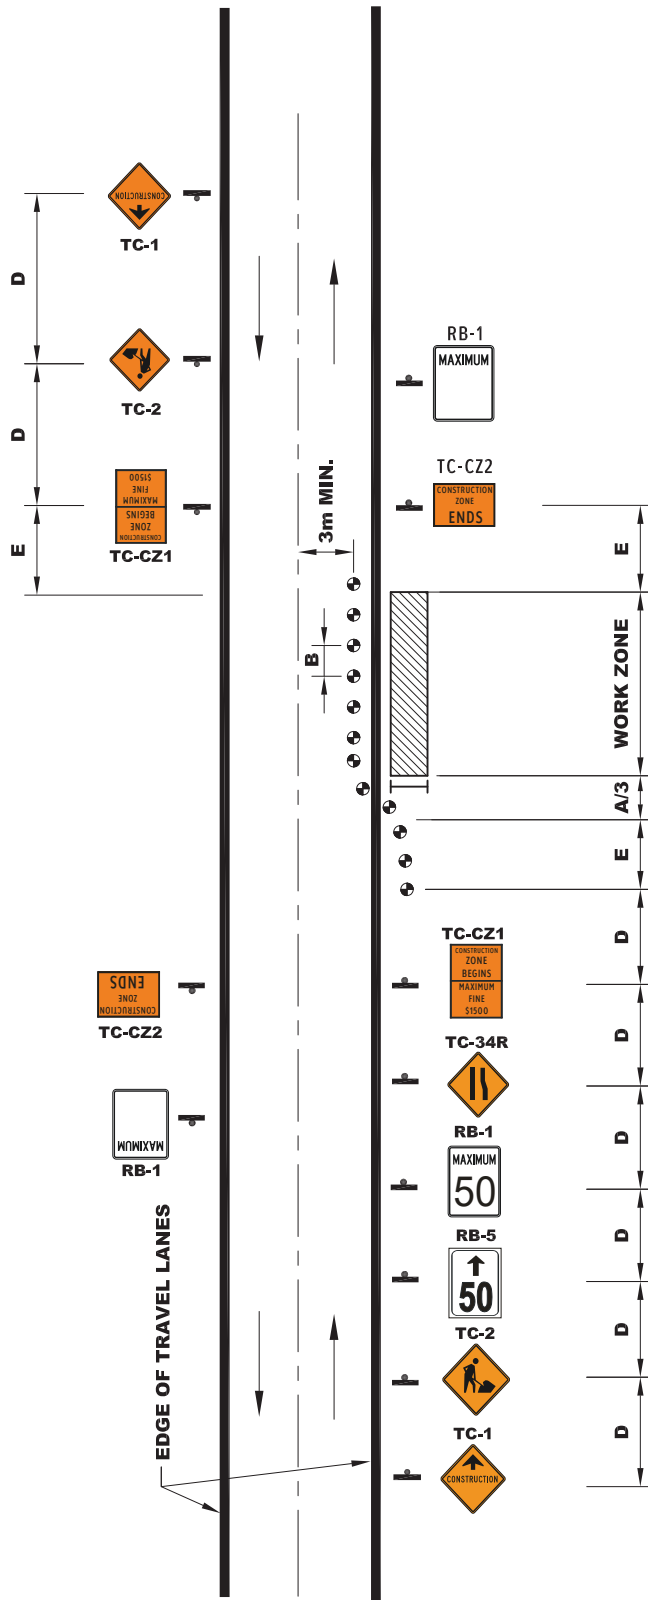 CONSTRUCTION
TC-1
D
TC-2
D
CONSTRUCTION
ZONE
BEGINS
MAXIMUM
FINE
$1500
TC-CZ1
E
RB-1
MAXIMUM
TC-CZ2
CONSTRUCTION
ZONE
ENDS
3m MIN.
B
E
WORK ZONE
A/3
E
D
TC-CZ1
CONSTRUCTION
ZONE
BEGINS
MAXIMUM
FINE
$1500
D
CONSTRUCTION
ZONE
ENDS
TC-CZ2
TC-34R
MAXIMUM
RB-1
D
RB-1
MAXIMUM
50
D
RB-5
50
D
TC-2
D
TC-1
CONSTRUCTION
EDGE OF TRAVEL LANES